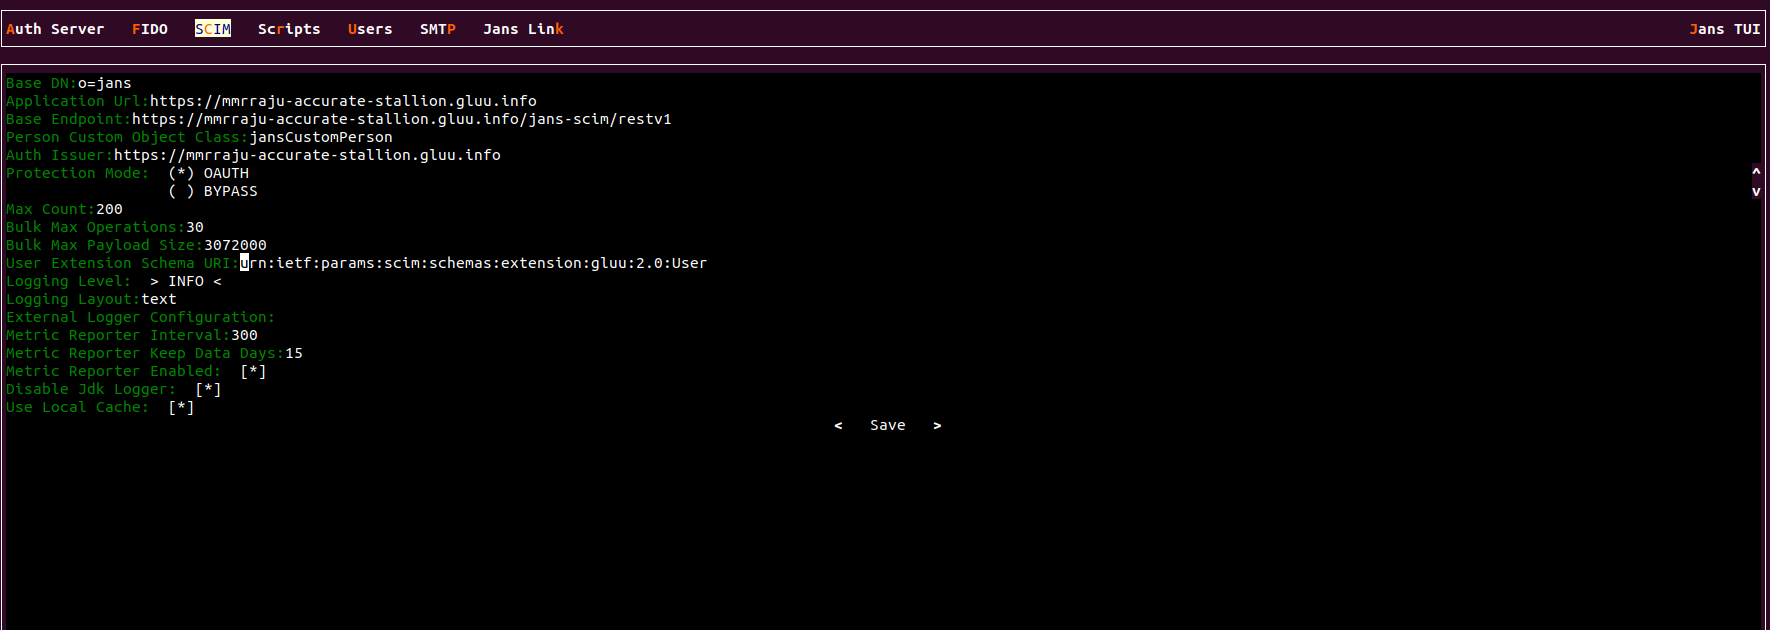 Auth Server FIDO SCIM Scripts Users SMTP Jans Link Jans TUI
Base DN:o=jans
Application Url:https://mmrraju-accurate-stallion.gluu.info
Base Endpoint:https://mmrraju-accurate-stallion.gluu.info/jans-scim/restv1
Person Custom Object Class:jansCustomPerson
Auth Issuer:https://mmrraju-accurate-stallion.gluu.info
Protection Mode: (*) OAUTH ^
( ) BYPASS v
Max Count:200
Bulk Max Operations:30
Bulk Max Payload Size:3072000
User Extension Schema URI:urn:ietf:params:scim:schemas:extension:gluu:2.0:User
Logging Level: > INFO <
Logging Layout:text
External Logger Configuration:
Metric Reporter Interval:300
Metric Reporter Keep Data Days:15
Metric Reporter Enabled: [*]
Disable Jdk Logger: [*]
Use Local Cache: [*]
< Save >